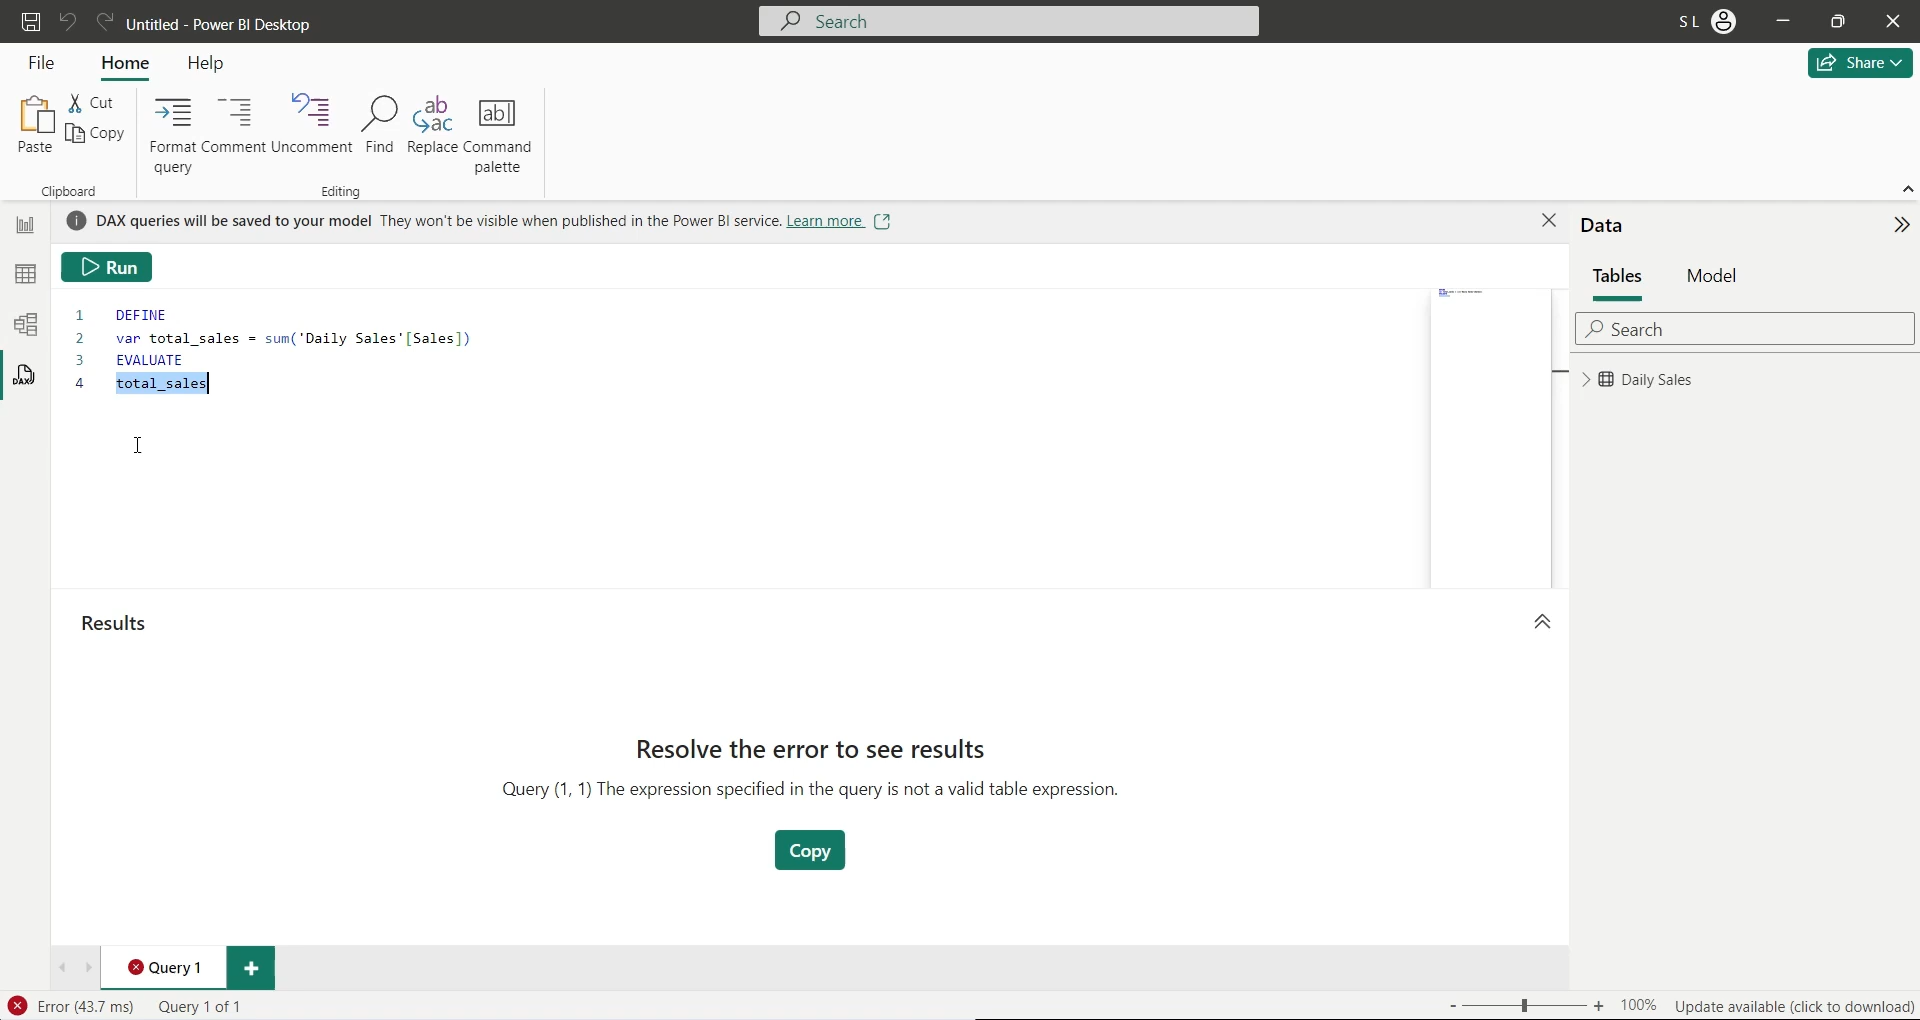 Untitled - Power BI Desktop
Search
S L
File
Home
Help
Share
Paste
Cut
Copy
Format query
Comment
Uncomment
Find
Replace
Command palette
Clipboard
Editing
DAX queries will be saved to your model They won't be visible when published in the Power BI service. Learn more
Data
Run
Tables
Model
Search
1 DEFINE
2 var total_sales = sum('Daily Sales'[Sales])
3 EVALUATE
4 total_sales
DAX
Daily Sales
Results
Resolve the error to see results
Query (1, 1) The expression specified in the query is not a valid table expression.
Copy
Query 1
Error (43.7 ms)
Query 1 of 1
- + 100%
Update available (click to download)